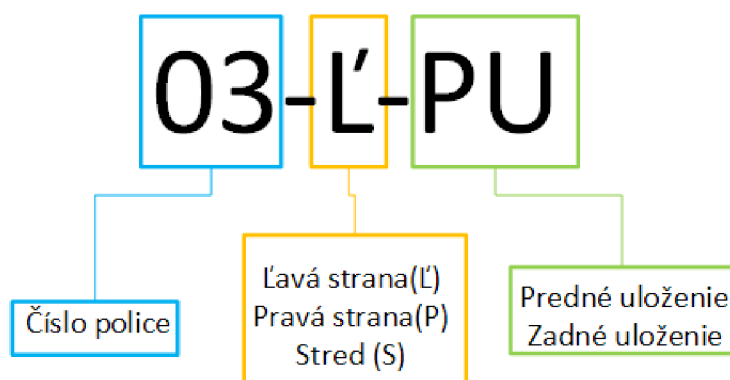 03-Ľ-PU
Číslo police
Ľavá strana(Ľ)
Pravá strana(P)
Stred (S)
Predné uloženie
Zadné uloženie